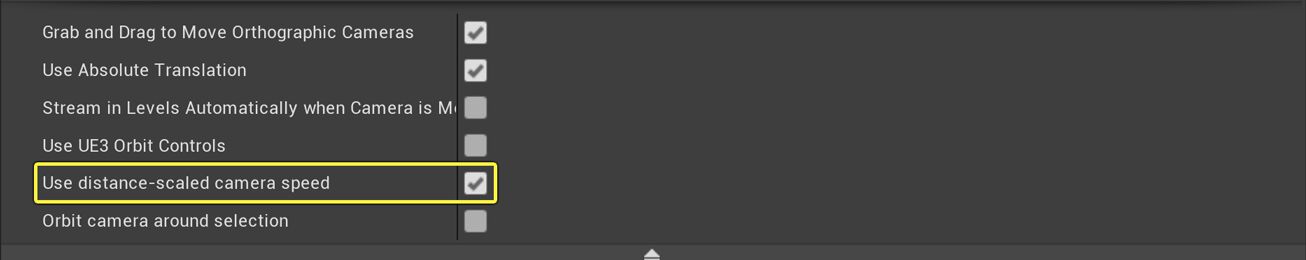 Grab and Drag to Move Orthographic Cameras
Use Absolute Translation
Stream in Levels Automatically when Camera is
Use UE3 Orbit Controls
Use distance-scaled camera speed
Orbit camera around selection